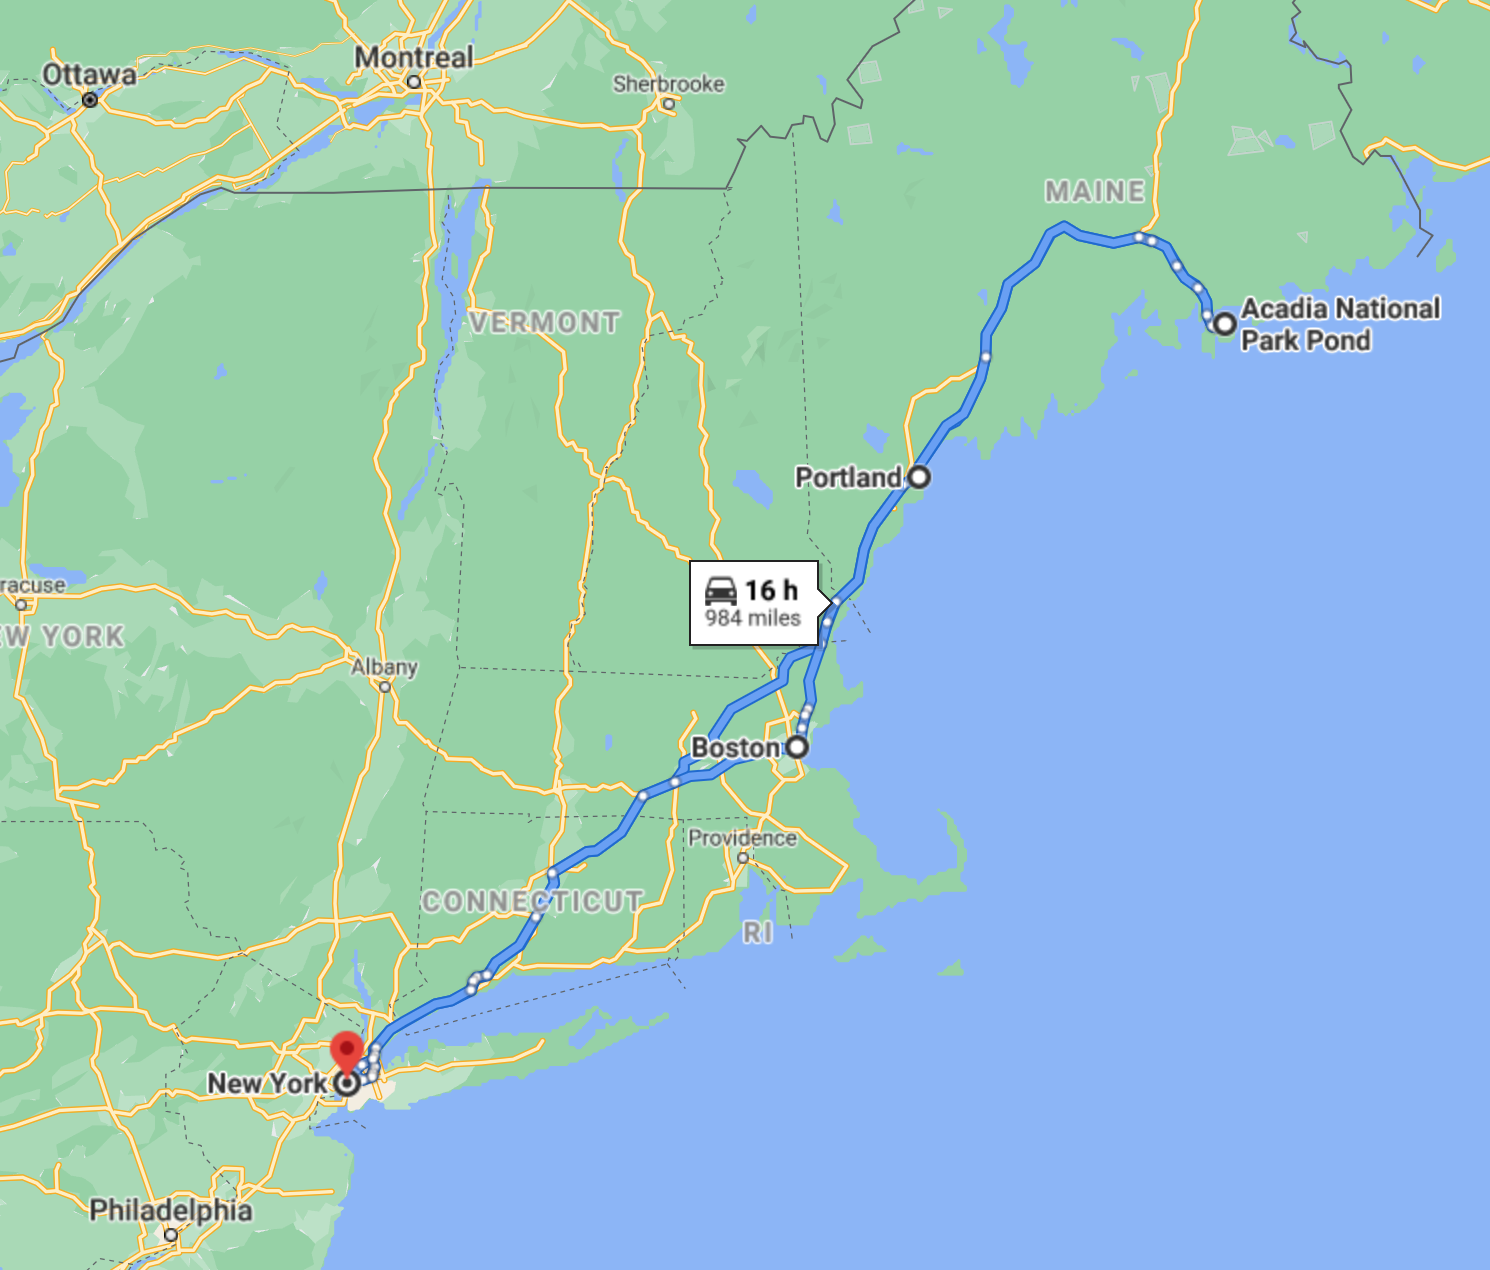 Montreal
Ottawa
Sherbrooke
MAINE
Acadia National
Park Pond
VERMONT
Portland
16 h
984 miles
racuse
EW YORK
Albany
Boston
Providence
CONNECTICUT
RI
New York
Philadelphia